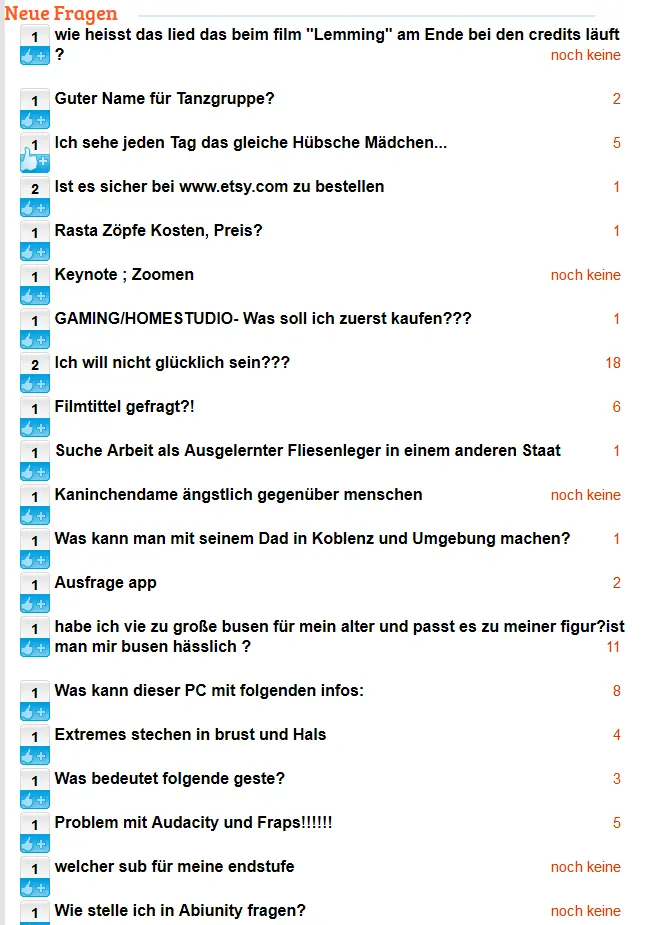 Neue Fragen
1 wie heisst das lied das beim film "Lemming" am Ende bei den credits läuft
? noch keine
1 Guter Name für Tanzgruppe? 2
1 Ich sehe jeden Tag das gleiche Hübsche Mädchen... 5
2 Ist es sicher bei www.etsy.com zu bestellen 1
1 Rasta Zöpfe Kosten, Preis? 1
1 Keynote ; Zoomen noch keine
1 GAMING/HOMESTUDIO- Was soll ich zuerst kaufen??? 1
2 Ich will nicht glücklich sein??? 18
1 Filmtittel gefragt?! 6
1 Suche Arbeit als Ausgelernter Fliesenleger in einem anderen Staat 1
1 Kaninchendame ängstlich gegenüber menschen noch keine
1 Was kann man mit seinem Dad in Koblenz und Umgebung machen? 1
1 Ausfrage app 2
1 habe ich vie zu große busen für mein alter und passt es zu meiner figur?ist
man mir busen hässlich ? 11
1 Was kann dieser PC mit folgenden infos: 8
1 Extremes stechen in brust und Hals 4
1 Was bedeutet folgende geste? 3
1 Problem mit Audacity und Fraps!!!!!! 5
1 welcher sub für meine endstufe noch keine
1 Wie stelle ich in Abiunity fragen? noch keine